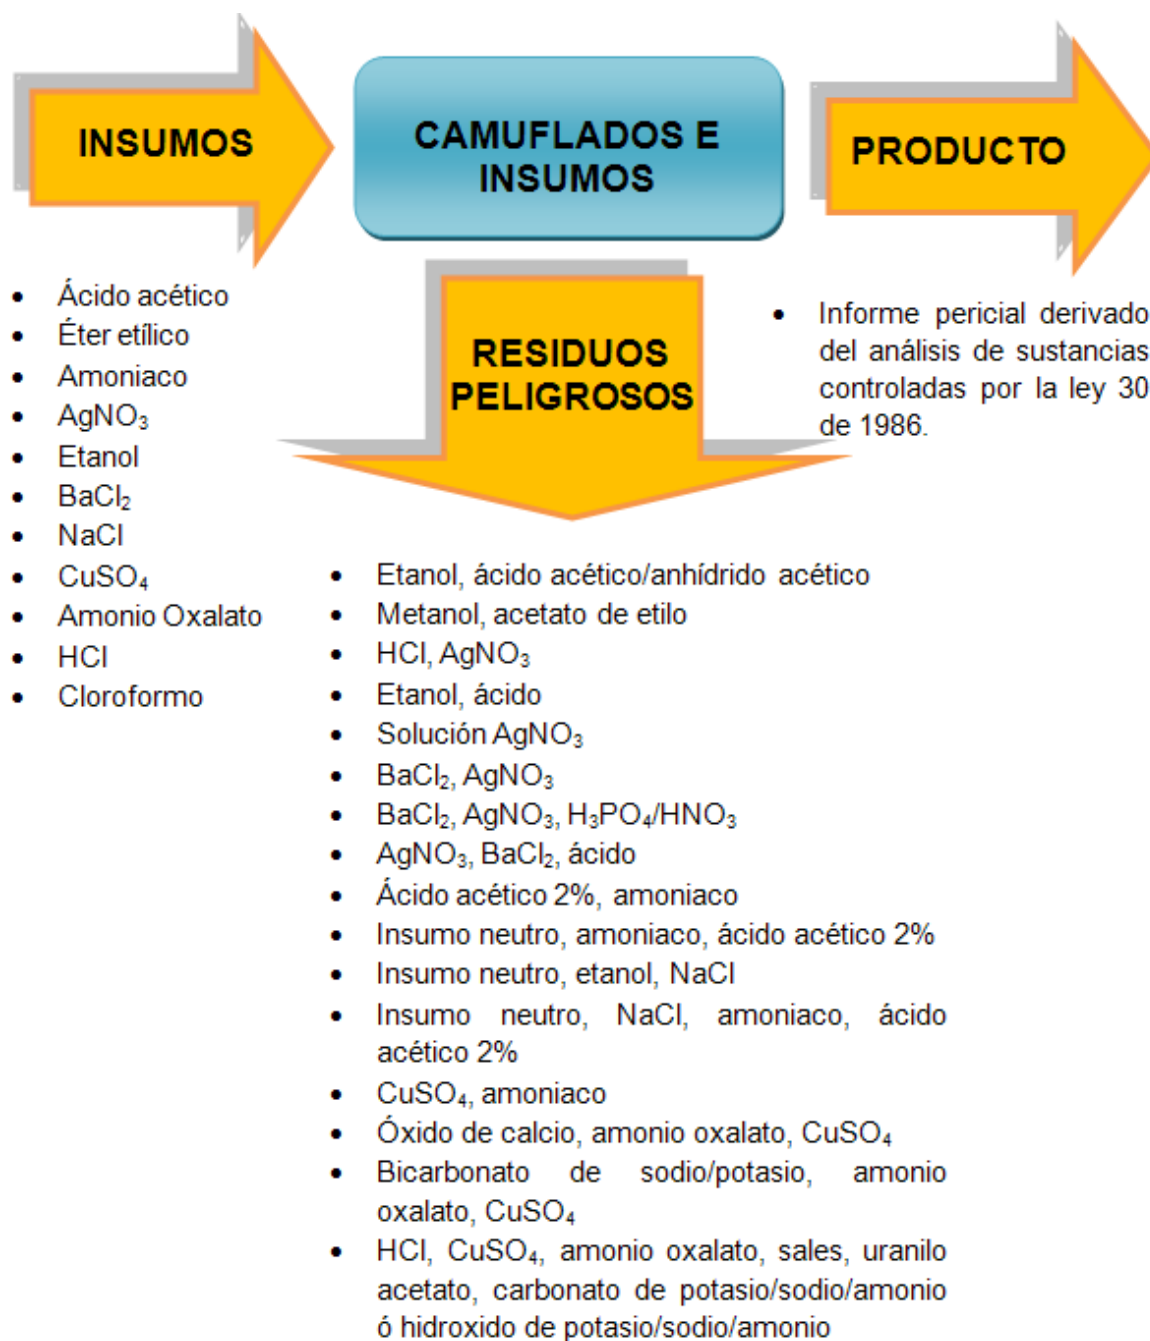 INSUMOS
CAMUFLADOS E
INSUMOS
PRODUCTO
• Ácido acético
• Éter etílico
• Amoniaco
• AgNO₃
• Etanol
• BaCl₂
• NaCl
• CuSO₄
• Amonio Oxalato
• HCl
• Cloroformo
RESIDUOS
PELIGROSOS
• Informe pericial derivado
del análisis de sustancias
controladas por la ley 30
de 1986.
• Etanol, ácido acético/anhídrido acético
• Metanol, acetato de etilo
• HCl, AgNO₃
• Etanol, ácido
• Solución AgNO₃
• BaCl₂, AgNO₃
• BaCl₂, AgNO₃, H₃PO₄/HNO₃
• AgNO₃, BaCl₂, ácido
• Ácido acético 2%, amoniaco
• Insumo neutro, amoniaco, ácido acético 2%
• Insumo neutro, etanol, NaCl
• Insumo neutro, NaCl, amoniaco, ácido
acético 2%
• CuSO₄, amoniaco
• Óxido de calcio, amonio oxalato, CuSO₄
• Bicarbonato de sodio/potasio, amonio
oxalato, CuSO₄
• HCl, CuSO₄, amonio oxalato, sales, uranilo
acetato, carbonato de potasio/sodio/amonio
ó hidroxido de potasio/sodio/amonio